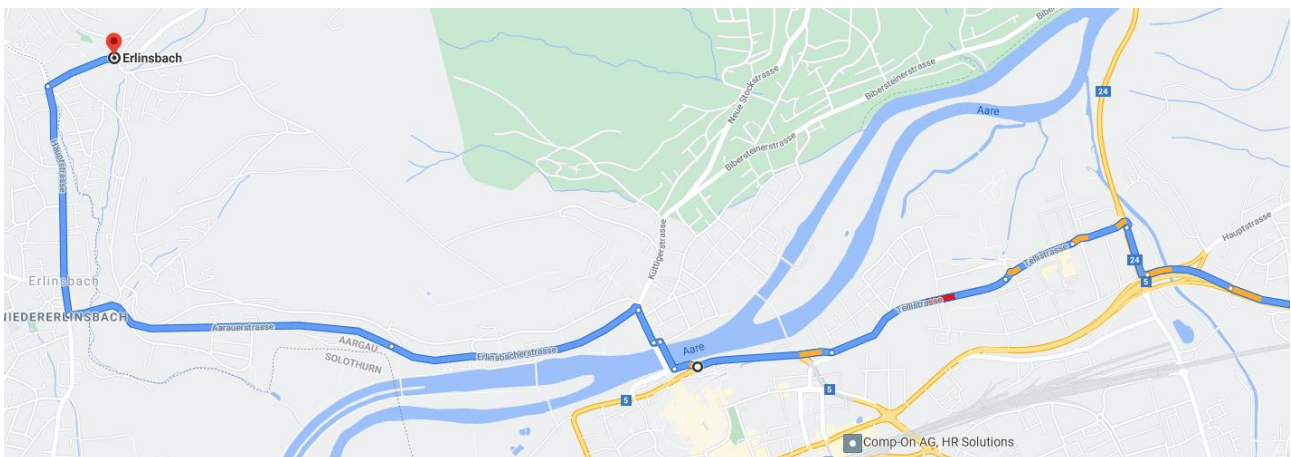 Erlinsbach
Hauptstrasse
Erlinsbach
NIEDERERLINSBACH
Aarauerstrasse
AARGAU
SOLOTHURN
Erlinsbacherstrasse
Küttigerstrasse
Neue Stockstrasse
Bibersteinerstrasse
Bibersteinerstrasse
Biberste
Aare
Aare
24
Hauptstrasse
Tellistrasse
24
5
Tellistrasse
5
5
Comp-On AG, HR Solutions